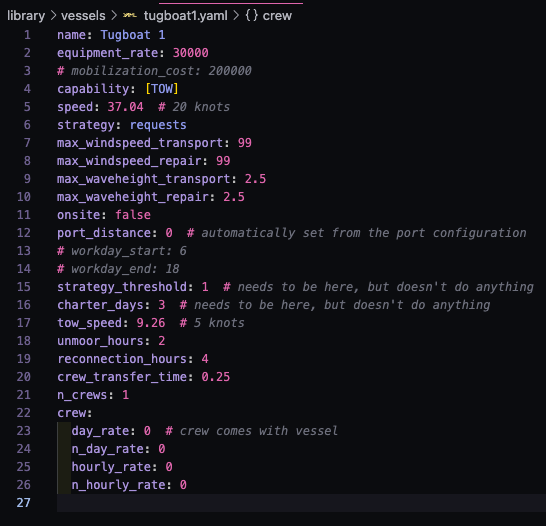 library > vessels > tugboat1.yaml > {} crew
1 name: Tugboat 1
2 equipment_rate: 30000
3 # mobilization_cost: 200000
4 capability: [TOW]
5 speed: 37.04  # 20 knots
6 strategy: requests
7 max_windspeed_transport: 99
8 max_windspeed_repair: 99
9 max_waveheight_transport: 2.5
10 max_waveheight_repair: 2.5
11 onsite: false
12 port_distance: 0  # automatically set from the port configuration
13 # workday_start: 6
14 # workday_end: 18
15 strategy_threshold: 1  # needs to be here, but doesn't do anything
16 charter_days: 3  # needs to be here, but doesn't do anything
17 tow_speed: 9.26  # 5 knots
18 unmoor_hours: 2
19 reconnection_hours: 4
20 crew_transfer_time: 0.25
21 n_crews: 1
22 crew:
23   day_rate: 0  # crew comes with vessel
24   n_day_rate: 0
25   hourly_rate: 0
26   n_hourly_rate: 0
27